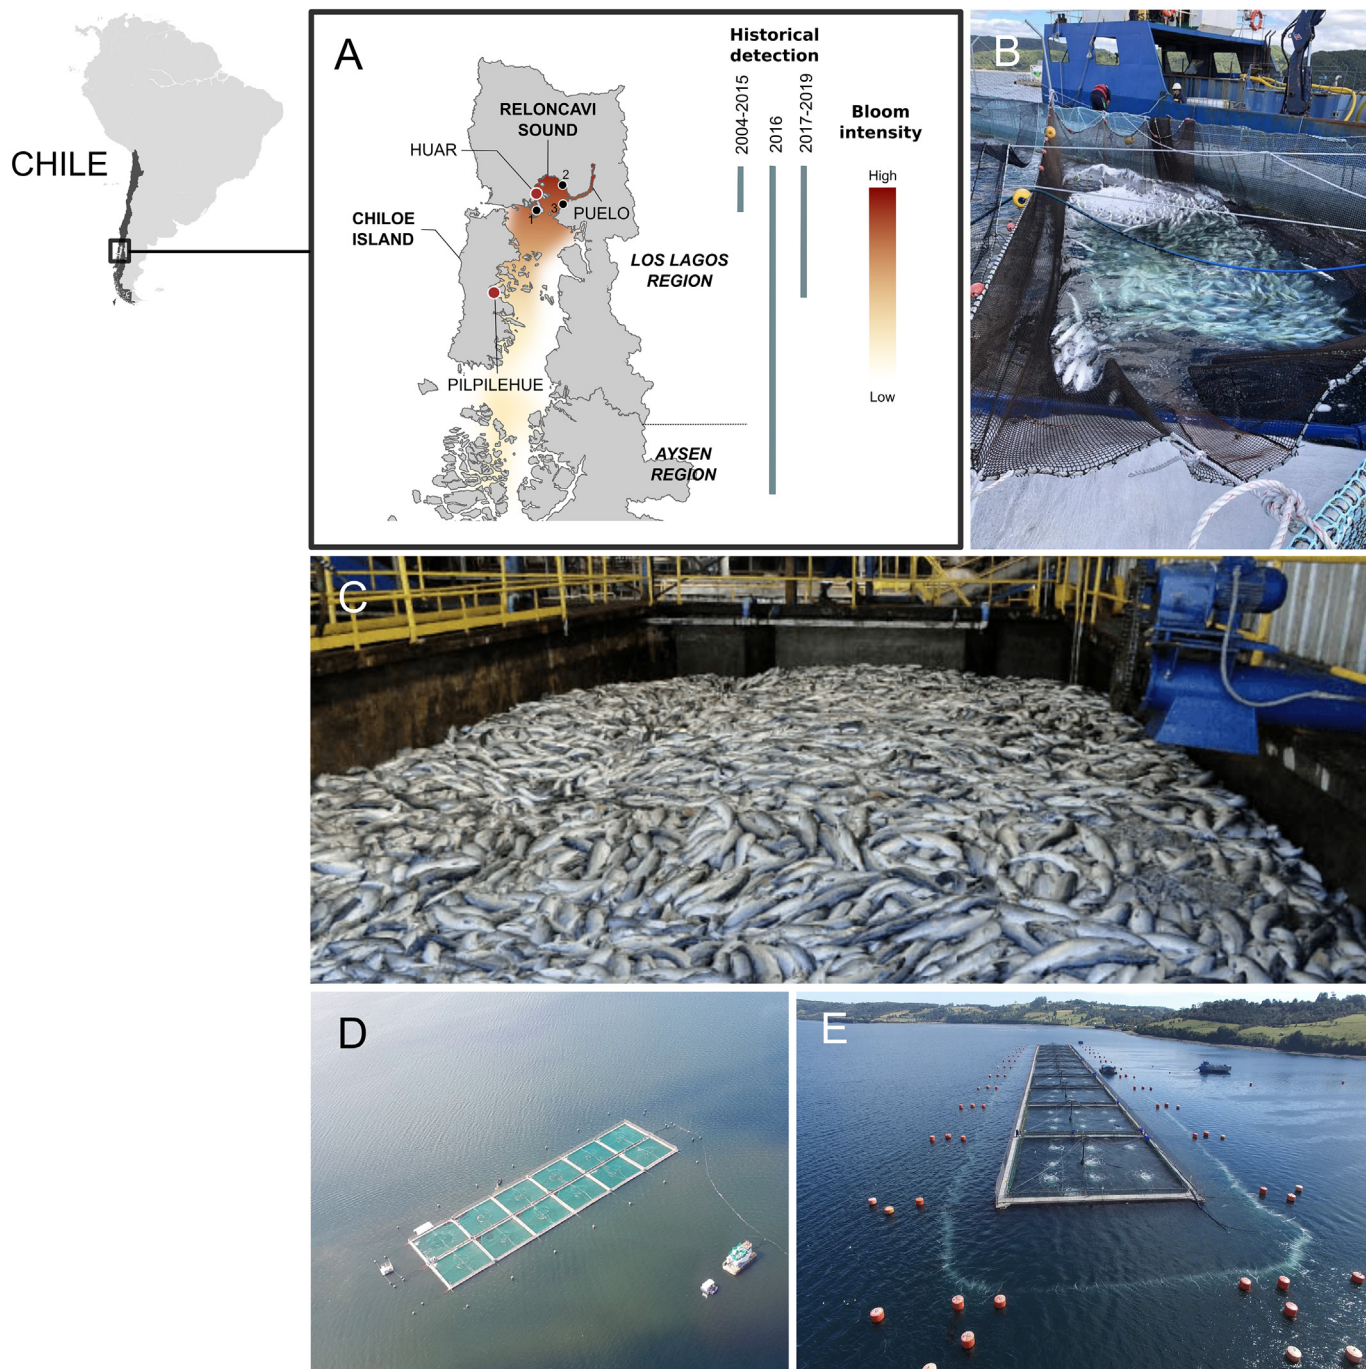 CHILE
A
Historical
detection
2004-2015
2016
2017-2019
Bloom
intensity
High
Low
RELONCAVI
SOUND
HUAR
2
3
1
PUELO
CHILOE
ISLAND
LOS LAGOS
REGION
PILPILEHUE
AYSEN
REGION
B
C
D
E